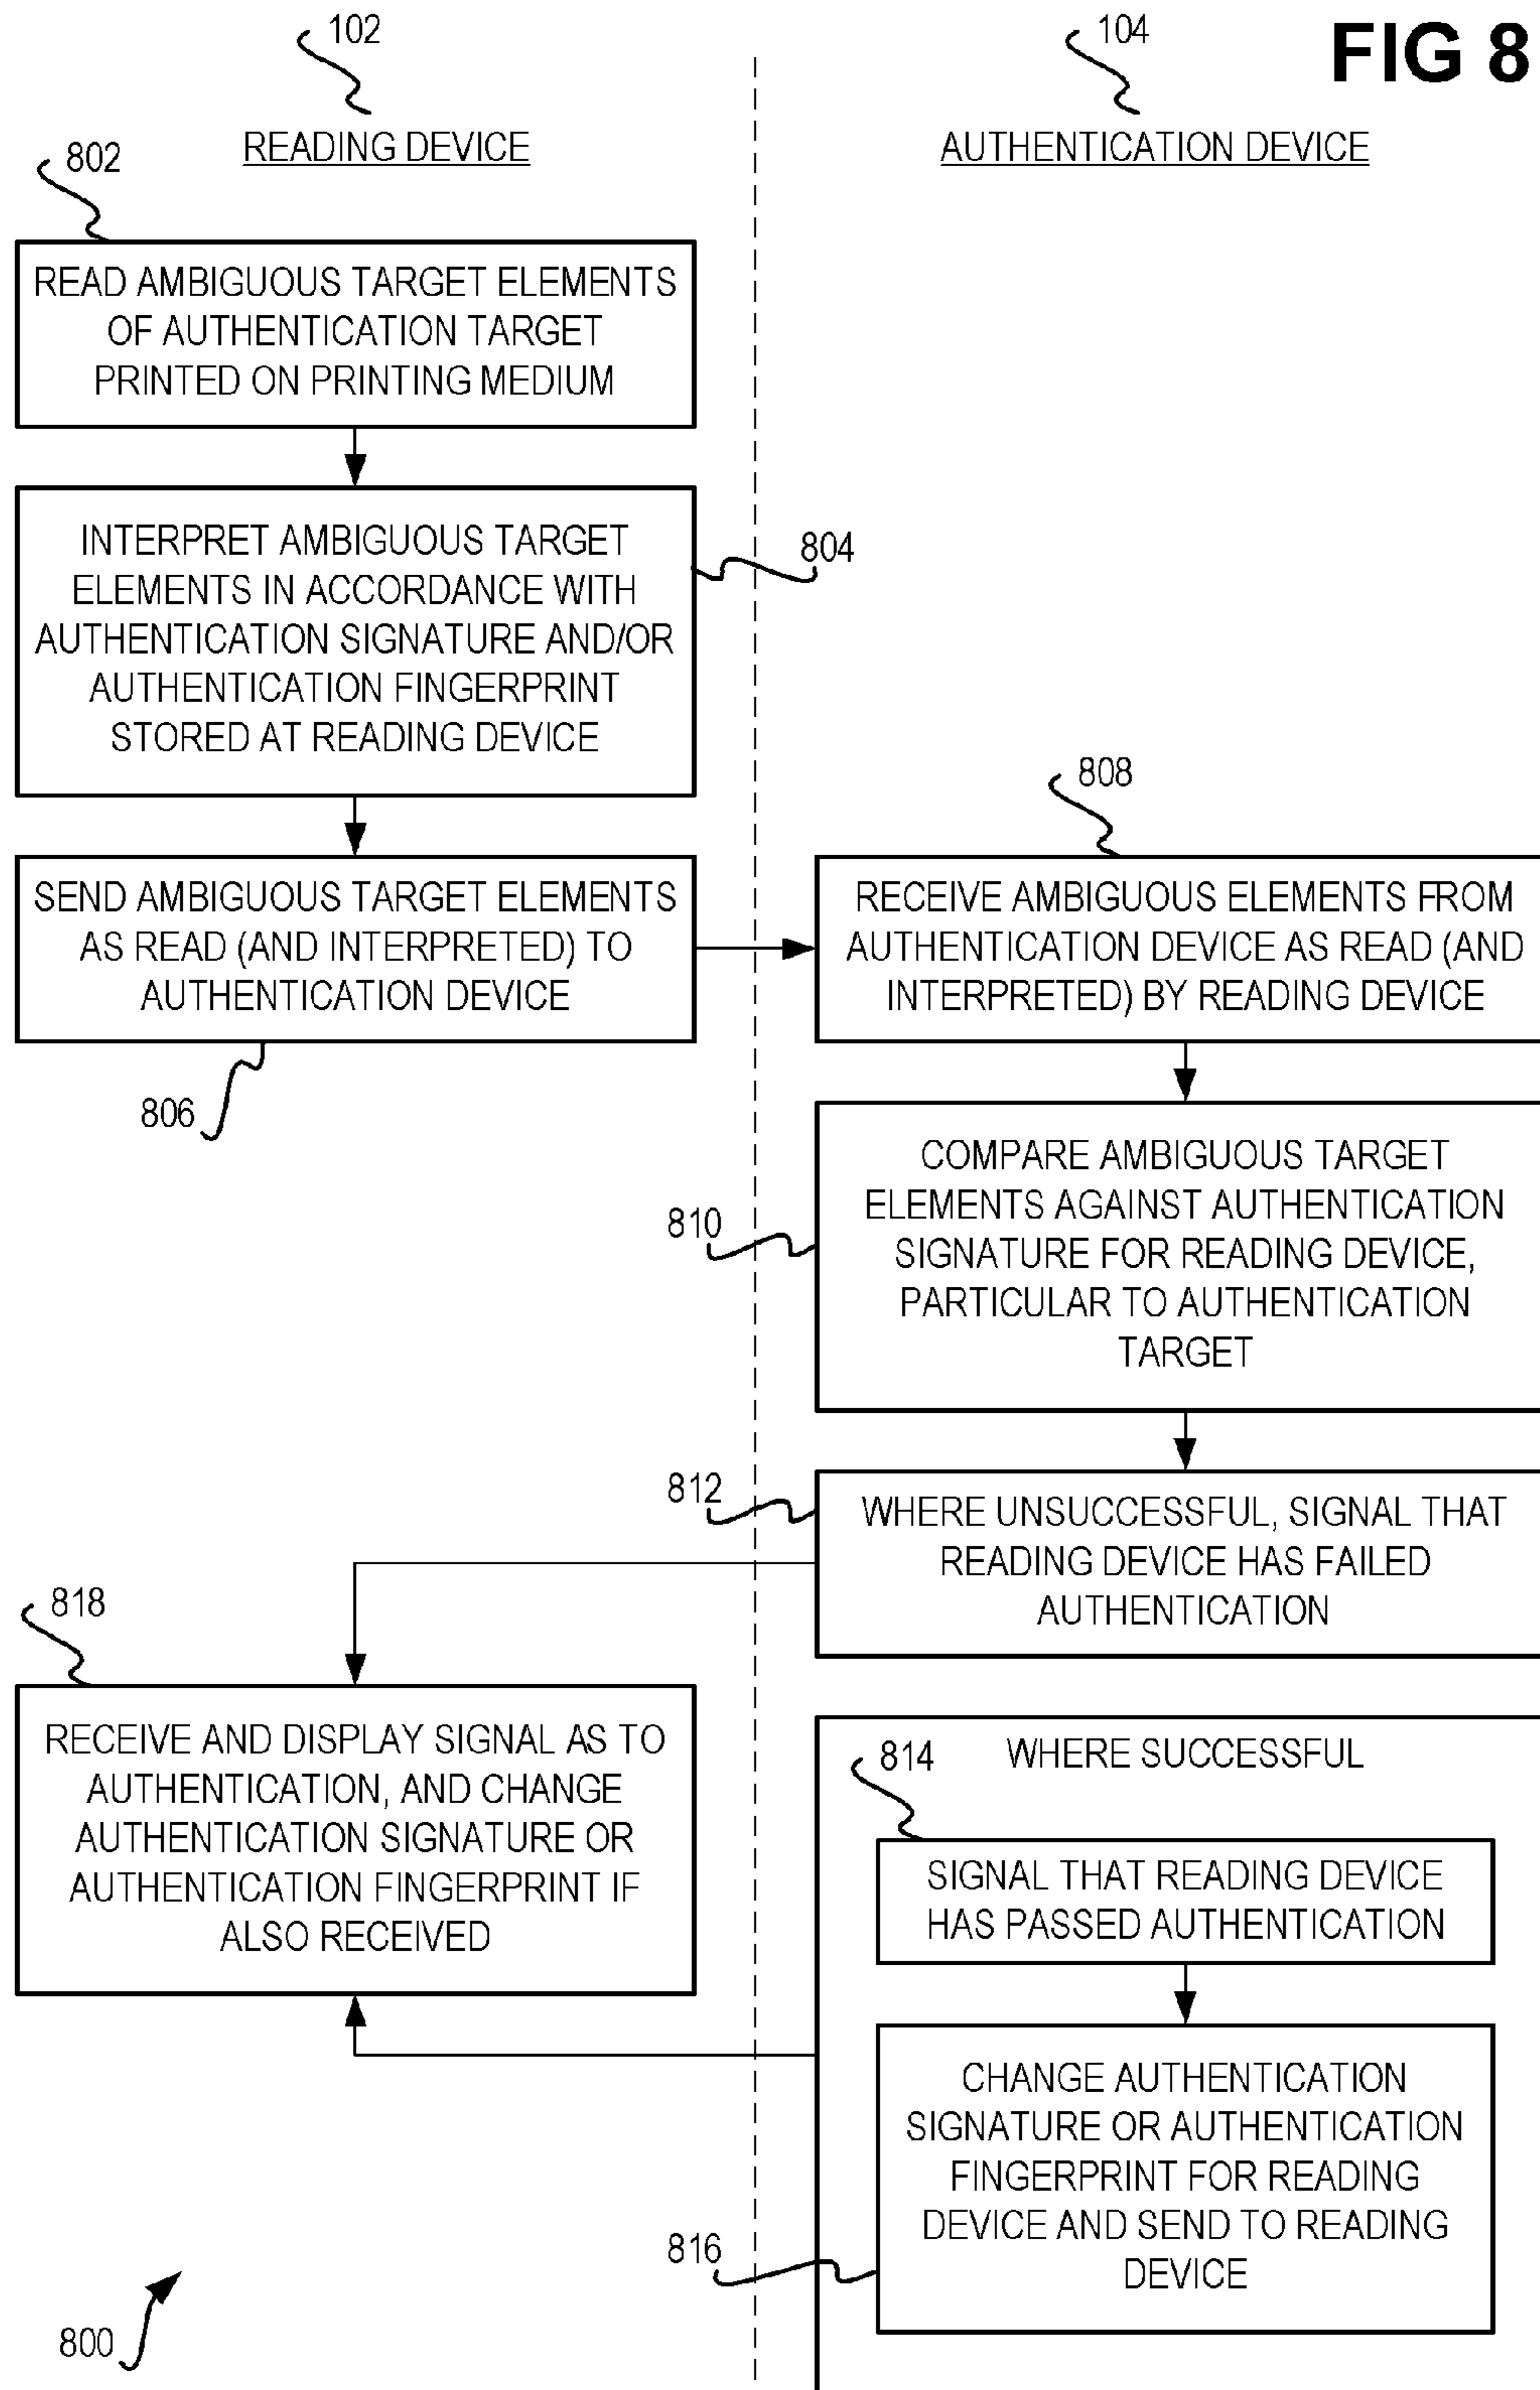 FIG 8
102
104
READING DEVICE
AUTHENTICATION DEVICE
802
READ AMBIGUOUS TARGET ELEMENTS
OF AUTHENTICATION TARGET
PRINTED ON PRINTING MEDIUM
INTERPRET AMBIGUOUS TARGET
ELEMENTS IN ACCORDANCE WITH
AUTHENTICATION SIGNATURE AND/OR
AUTHENTICATION FINGERPRINT
STORED AT READING DEVICE
804
SEND AMBIGUOUS TARGET ELEMENTS
AS READ (AND INTERPRETED) TO
AUTHENTICATION DEVICE
806
808
RECEIVE AMBIGUOUS ELEMENTS FROM
AUTHENTICATION DEVICE AS READ (AND
INTERPRETED) BY READING DEVICE
810
COMPARE AMBIGUOUS TARGET
ELEMENTS AGAINST AUTHENTICATION
SIGNATURE FOR READING DEVICE,
PARTICULAR TO AUTHENTICATION
TARGET
812
WHERE UNSUCCESSFUL, SIGNAL THAT
READING DEVICE HAS FAILED
AUTHENTICATION
818
RECEIVE AND DISPLAY SIGNAL AS TO
AUTHENTICATION, AND CHANGE
AUTHENTICATION SIGNATURE OR
AUTHENTICATION FINGERPRINT IF
ALSO RECEIVED
WHERE SUCCESSFUL
814
SIGNAL THAT READING DEVICE
HAS PASSED AUTHENTICATION
CHANGE AUTHENTICATION
SIGNATURE OR AUTHENTICATION
FINGERPRINT FOR READING
DEVICE AND SEND TO READING
DEVICE
816
800